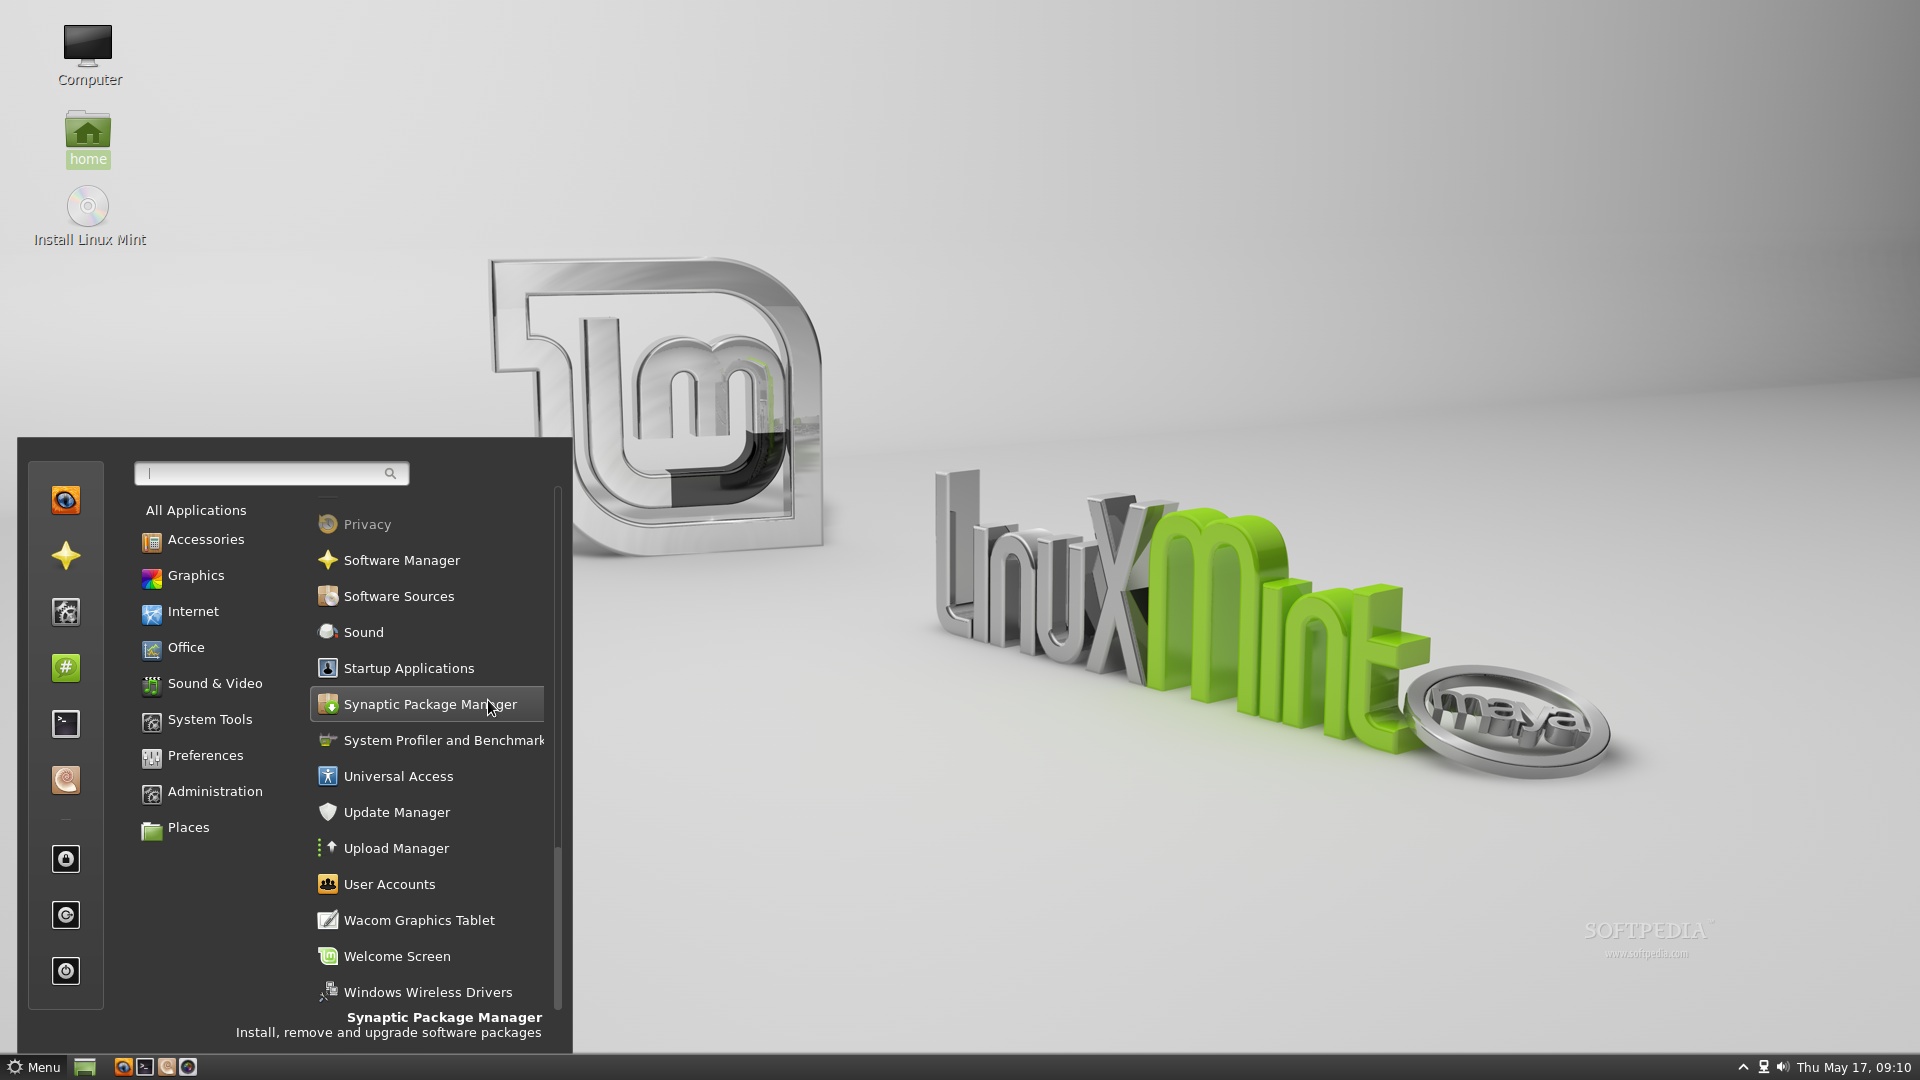 Computer
home
Install Linux Mint
All Applications
Accessories
Graphics
Internet
Office
Sound & Video
System Tools
Preferences
Administration
Places
Privacy
Software Manager
Software Sources
Sound
Startup Applications
Synaptic Package Manager
System Profiler and Benchmark
Universal Access
Update Manager
Upload Manager
User Accounts
Wacom Graphics Tablet
Welcome Screen
Windows Wireless Drivers
Synaptic Package Manager
Install, remove and upgrade software packages
lm
LinuxMint
maya
SOFTPEDIA
www.softpedia.com
Menu
Thu May 17, 09:10